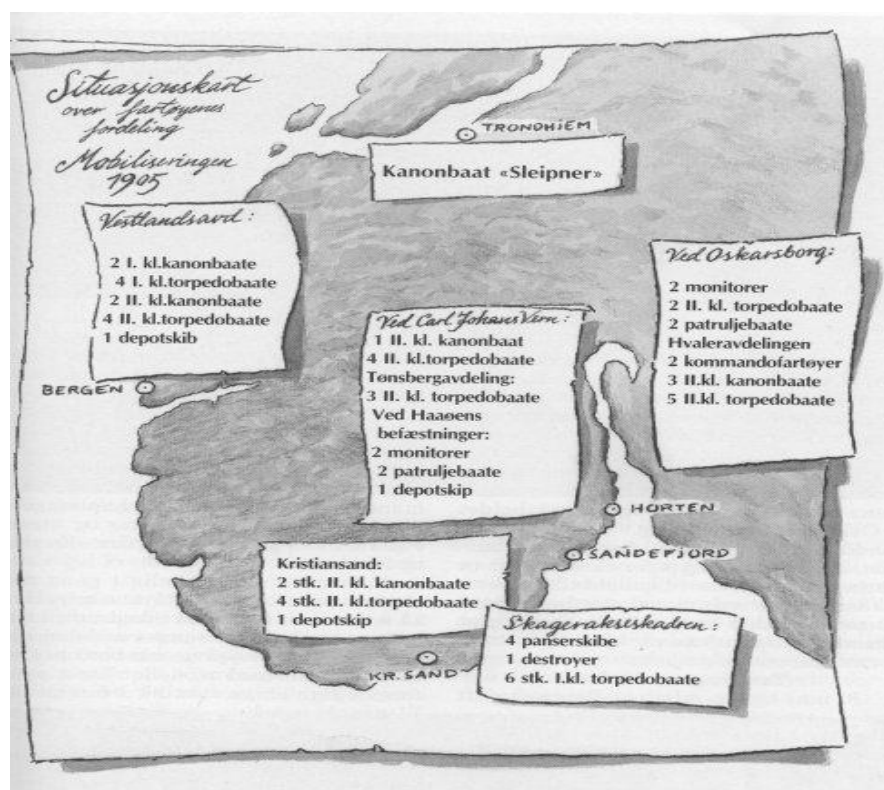 Situasjonskart
over fartøyenes
fordeling
Mobiliseringen
1905
TRONDHIEM
Kanonbaat «Sleipner»
Vestlandsavd:
2 I. kl.kanonbaate
4 I. kl.torpedobaate
2 II. kl.kanonbaate
4 II. kl.torpedobaate
1 depotskib
BERGEN
Ved Carl Johans Vern:
1 II. kl. kanonbaat
4 II. kl.torpedobaate
Tønsbergavdeling:
3 II. kl. torpedobaate
Ved Haaøens
befæstninger:
2 monitorer
2 patruljebaate
1 depotskip
Ved Oskarsborg:
2 monitorer
2 II. kl. torpedobaate
2 patruljebaate
Hvaleravdelingen
2 kommandofartøyer
3 II.kl. kanonbaate
5 II.kl. torpedobaate
HORTEN
SANDEFJORD
Kristiansand:
2 stk. II. kl. kanonbaate
4 stk. II. kl.torpedobaate
1 depotskip
KR. SAND
Skagerakseskadren:
4 panserskibe
1 destroyer
6 stk. I.kl. torpedobaate